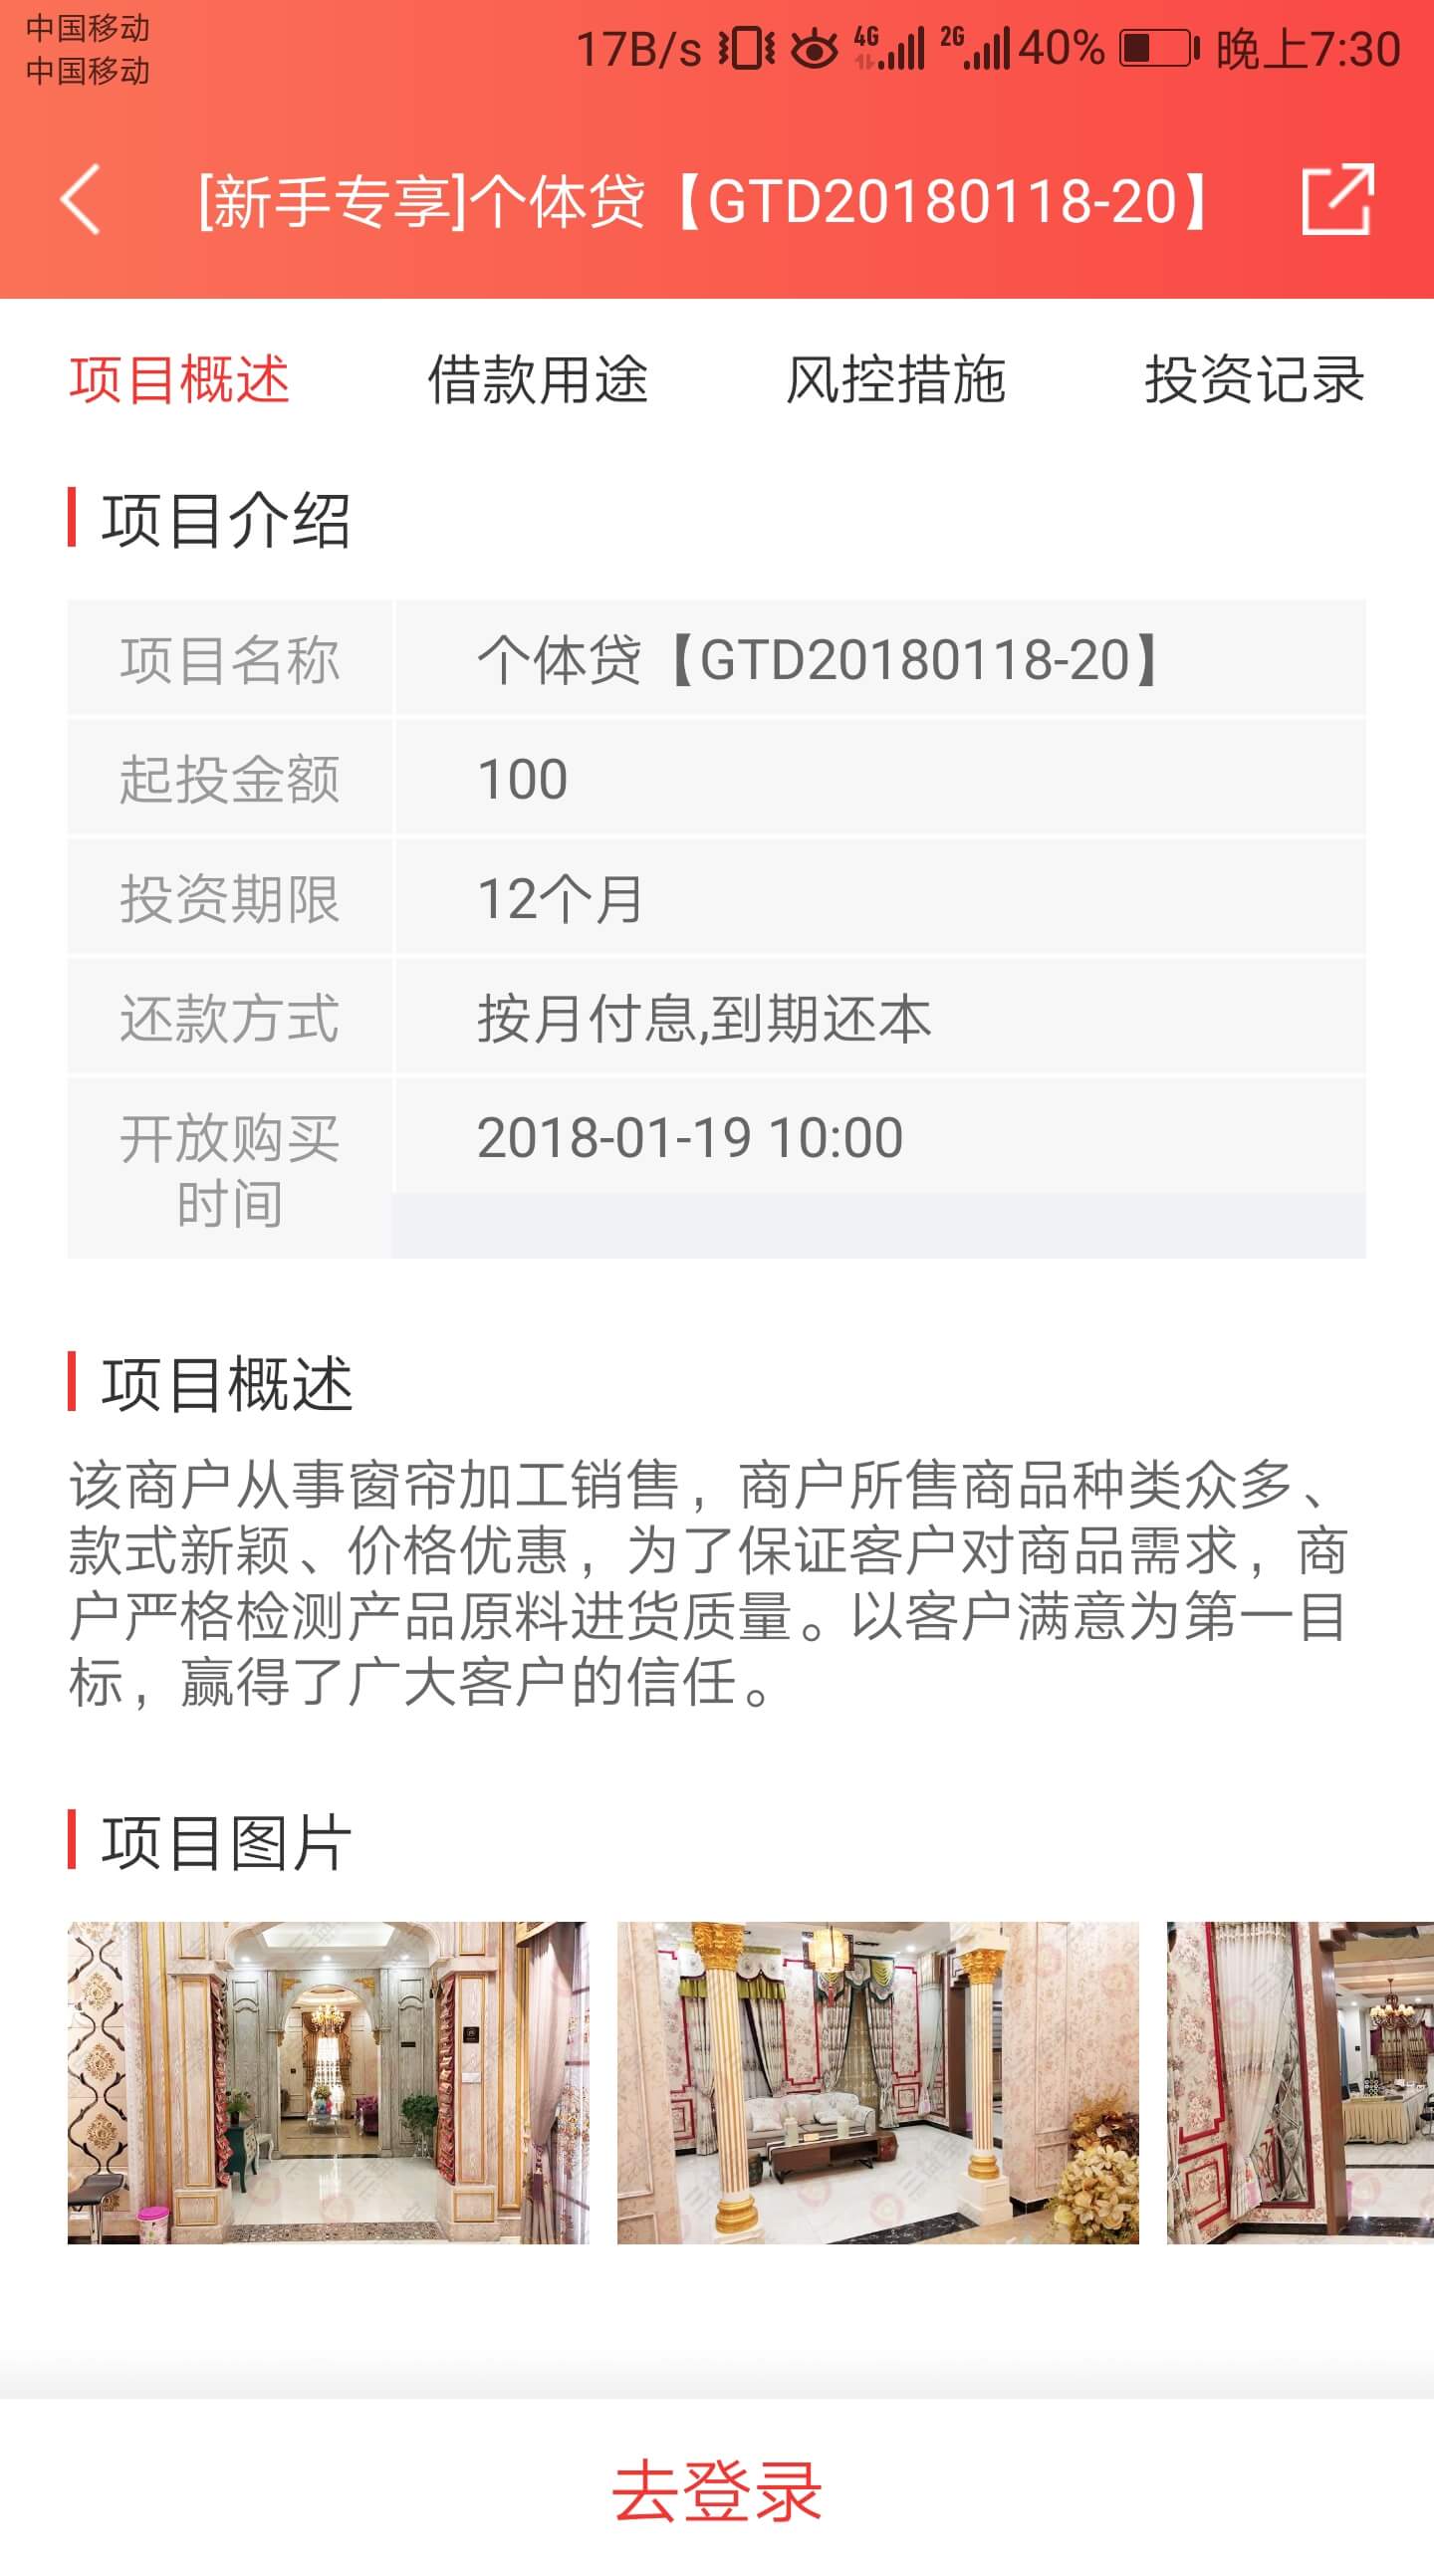 中国移动
中国移动
17B/s 4G 2G 40% 晚上7:30
[新手专享]个体贷【GTD20180118-20】
项目概述 借款用途 风控措施 投资记录
项目介绍
项目名称 个体贷【GTD20180118-20】
起投金额 100
投资期限 12个月
还款方式 按月付息,到期还本
开放购买 2018-01-19 10:00
时间
项目概述
该商户从事窗帘加工销售，商户所售商品种类众多、
款式新颖、价格优惠，为了保证客户对商品需求，商
户严格检测产品原料进货质量。以客户满意为第一目
标，赢得了广大客户的信任。
项目图片
去登录